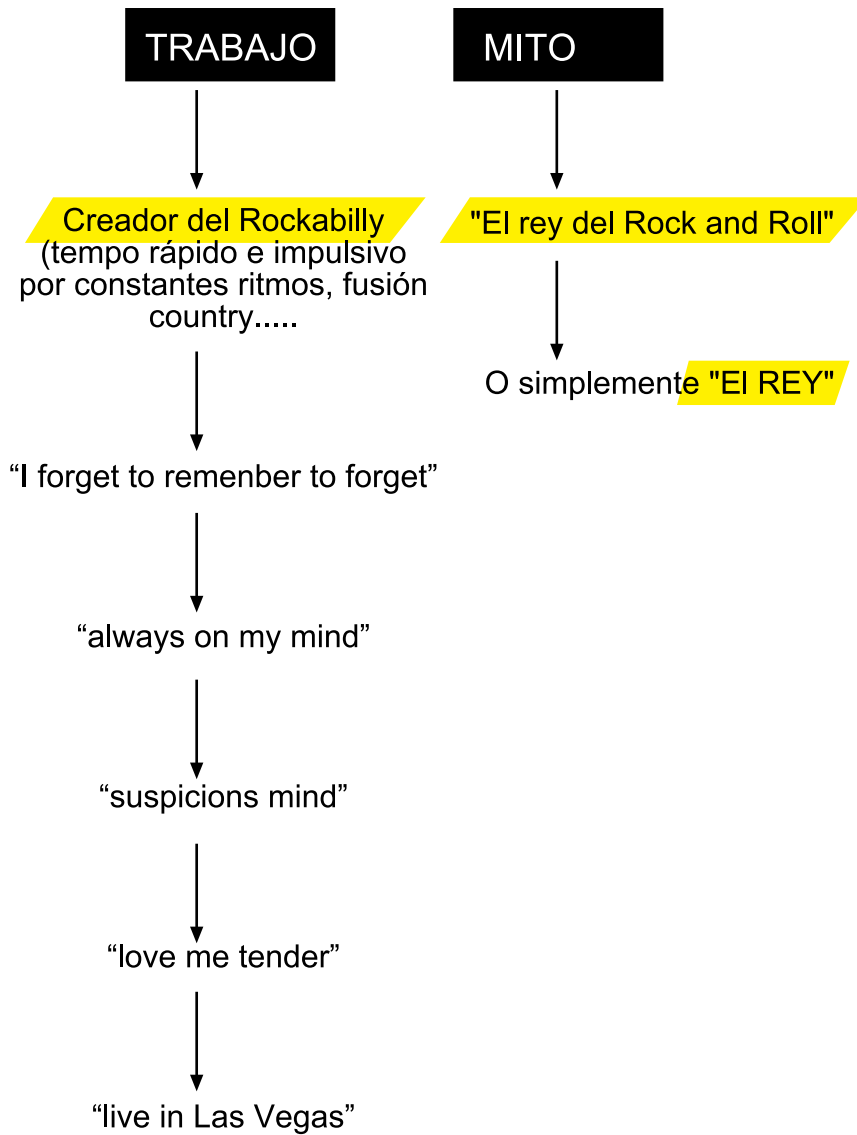 TRABAJO
Creador del Rockabilly
(tempo rápido e impulsivo
por constantes ritmos, fusión
country.....
“I forget to remenber to forget”
“always on my mind”
“suspicions mind”
“love me tender”
“live in Las Vegas”
MITO
"El rey del Rock and Roll"
O simplemente "El REY"